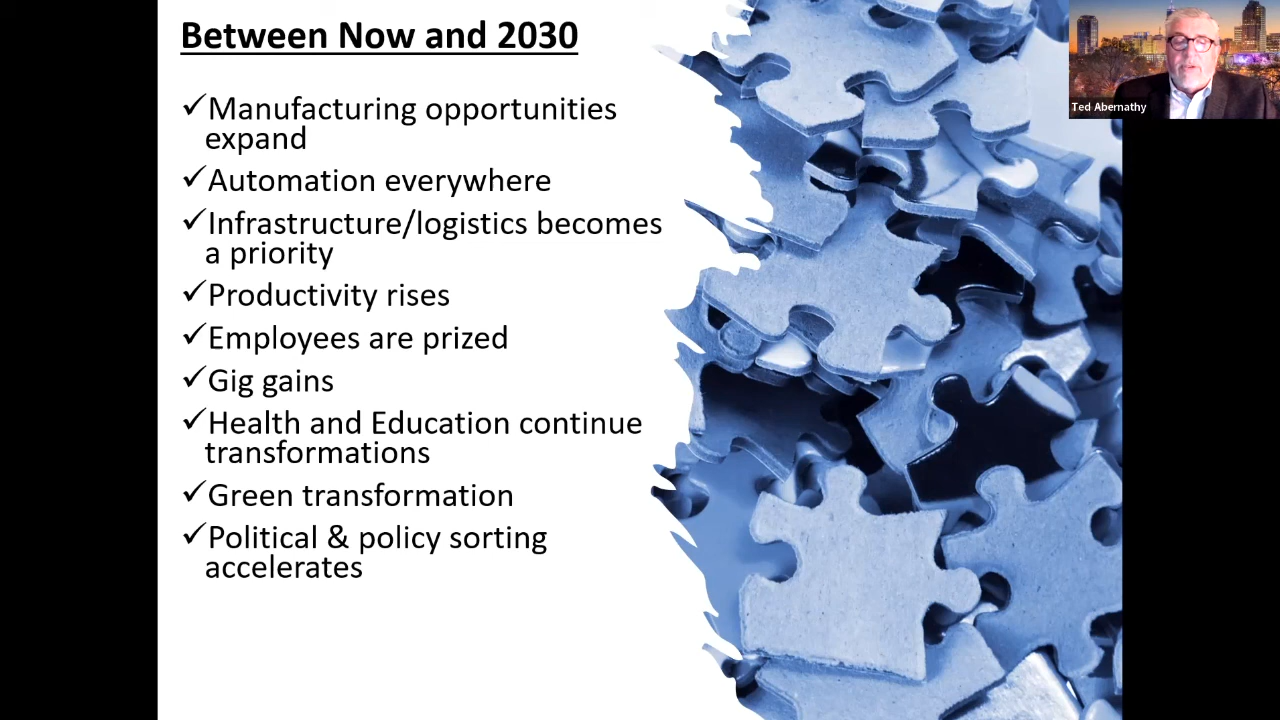 Between Now and 2030
✓Manufacturing opportunities
expand
✓Automation everywhere
✓Infrastructure/logistics becomes
a priority
✓Productivity rises
✓Employees are prized
✓Gig gains
✓Health and Education continue
transformations
✓Green transformation
✓Political & policy sorting
accelerates
Ted Abernathy